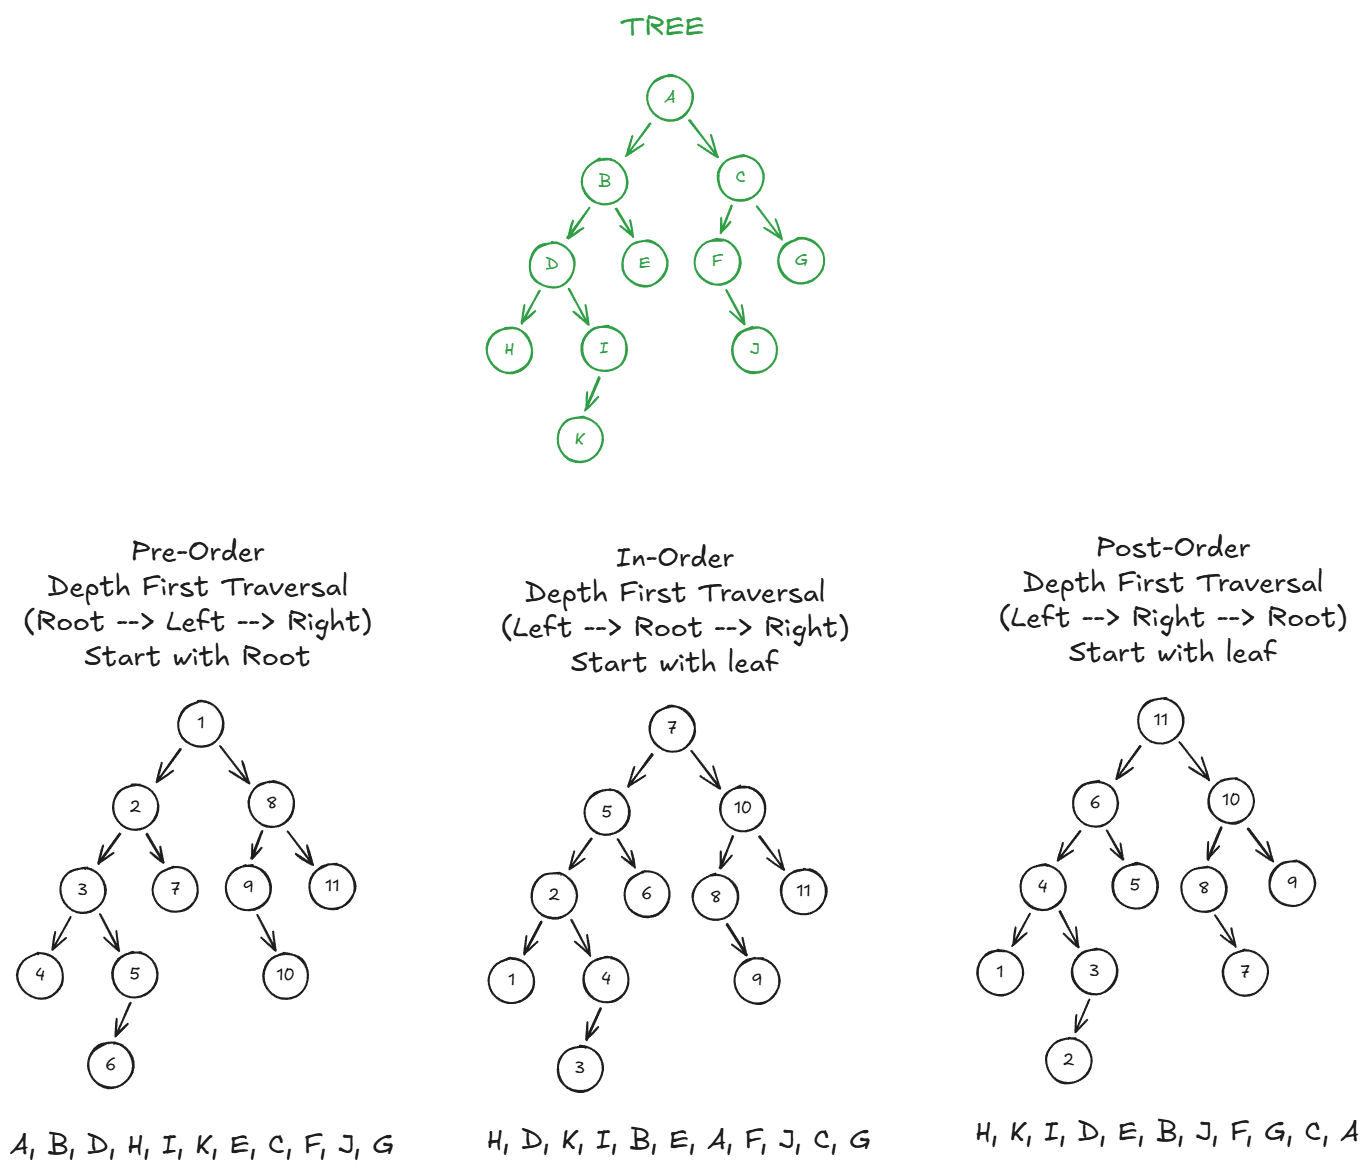 TREE
A
B
C
D
E
F
G
H
I
J
K
Pre-Order
Depth First Traversal
(Root --> Left --> Right)
Start with Root
1
2
8
3
7
9
11
4
5
10
6
A, B, D, H, I, K, E, C, F, J, G
In-Order
Depth First Traversal
(Left --> Root --> Right)
Start with leaf
7
5
10
2
6
8
11
1
4
9
3
H, D, K, I, B, E, A, F, J, C, G
Post-Order
Depth First Traversal
(Left --> Right --> Root)
Start with leaf
11
6
10
4
5
8
9
1
3
7
2
H, K, I, D, E, B, J, F, G, C, A